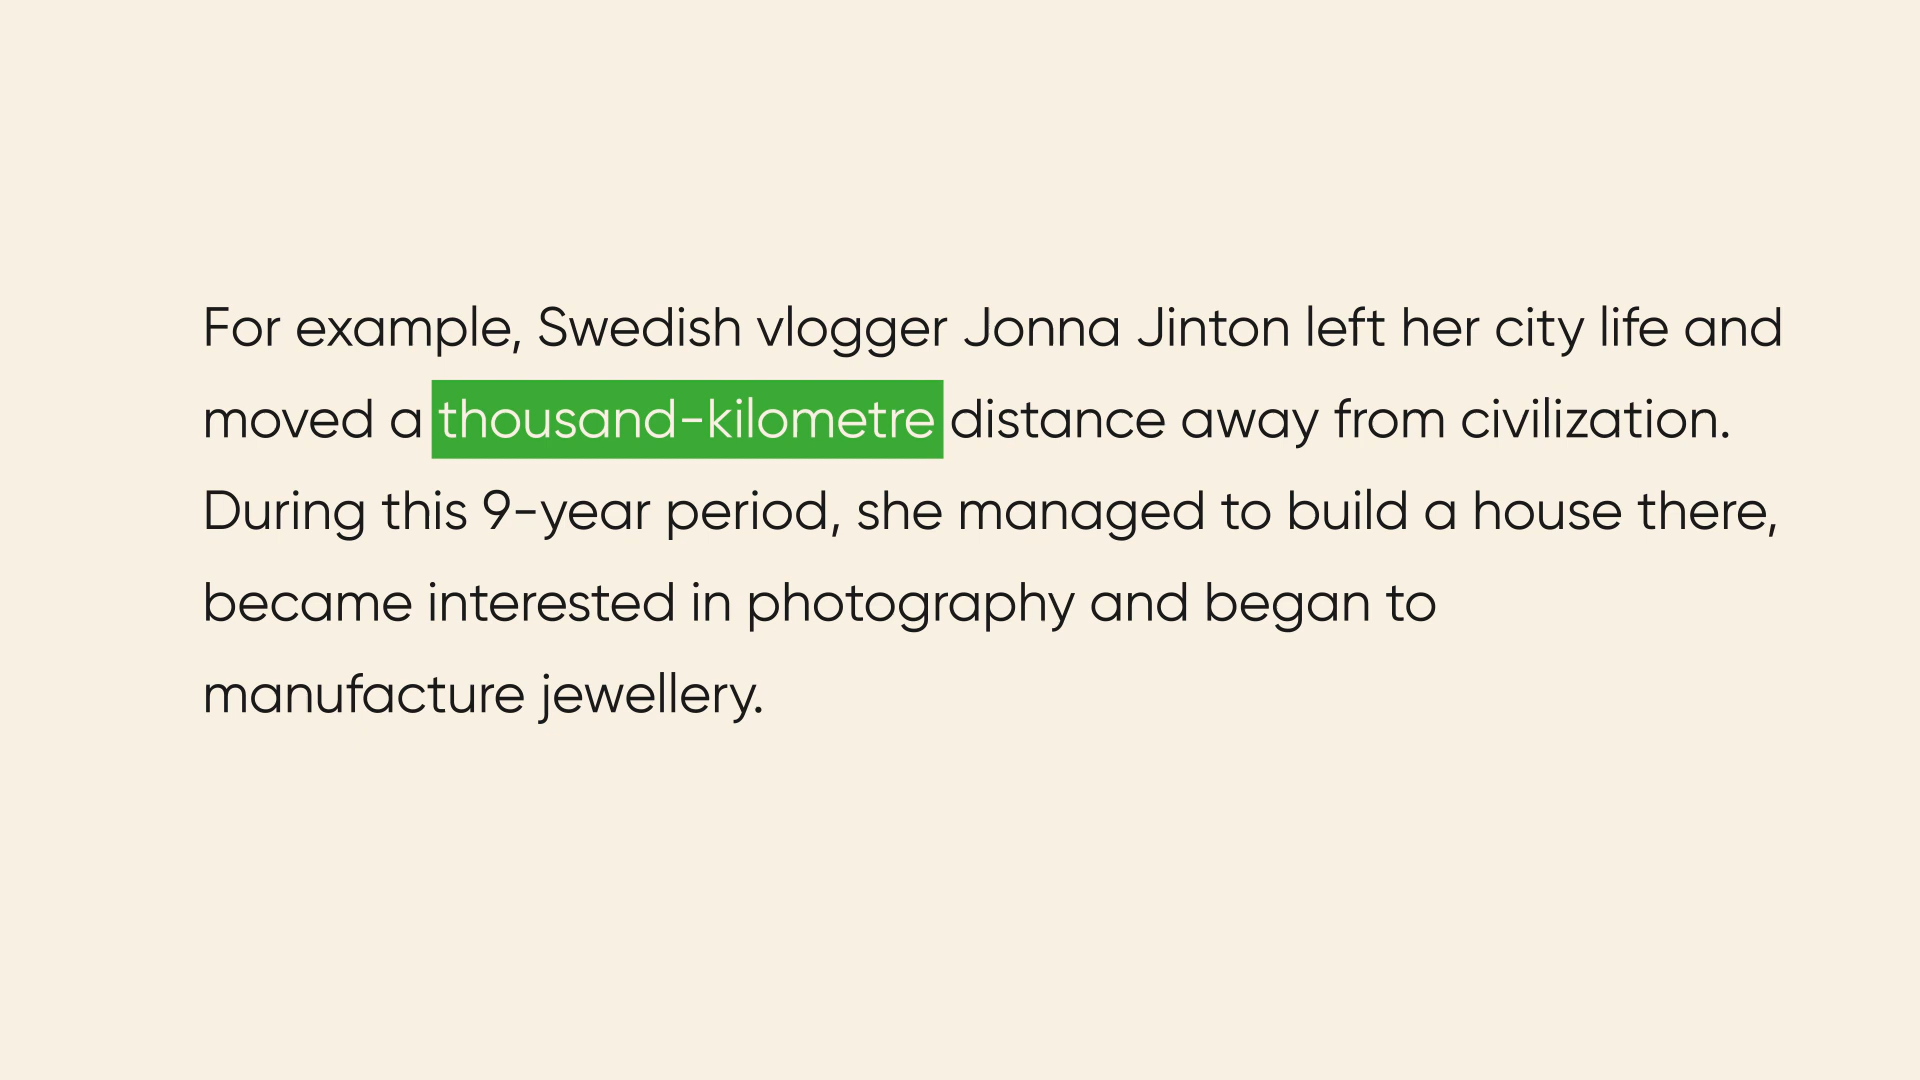 For example, Swedish vlogger Jonna Jinton left her city life and
moved a thousand-kilometre distance away from civilization.
During this 9-year period, she managed to build a house there,
became interested in photography and began to
manufacture jewellery.